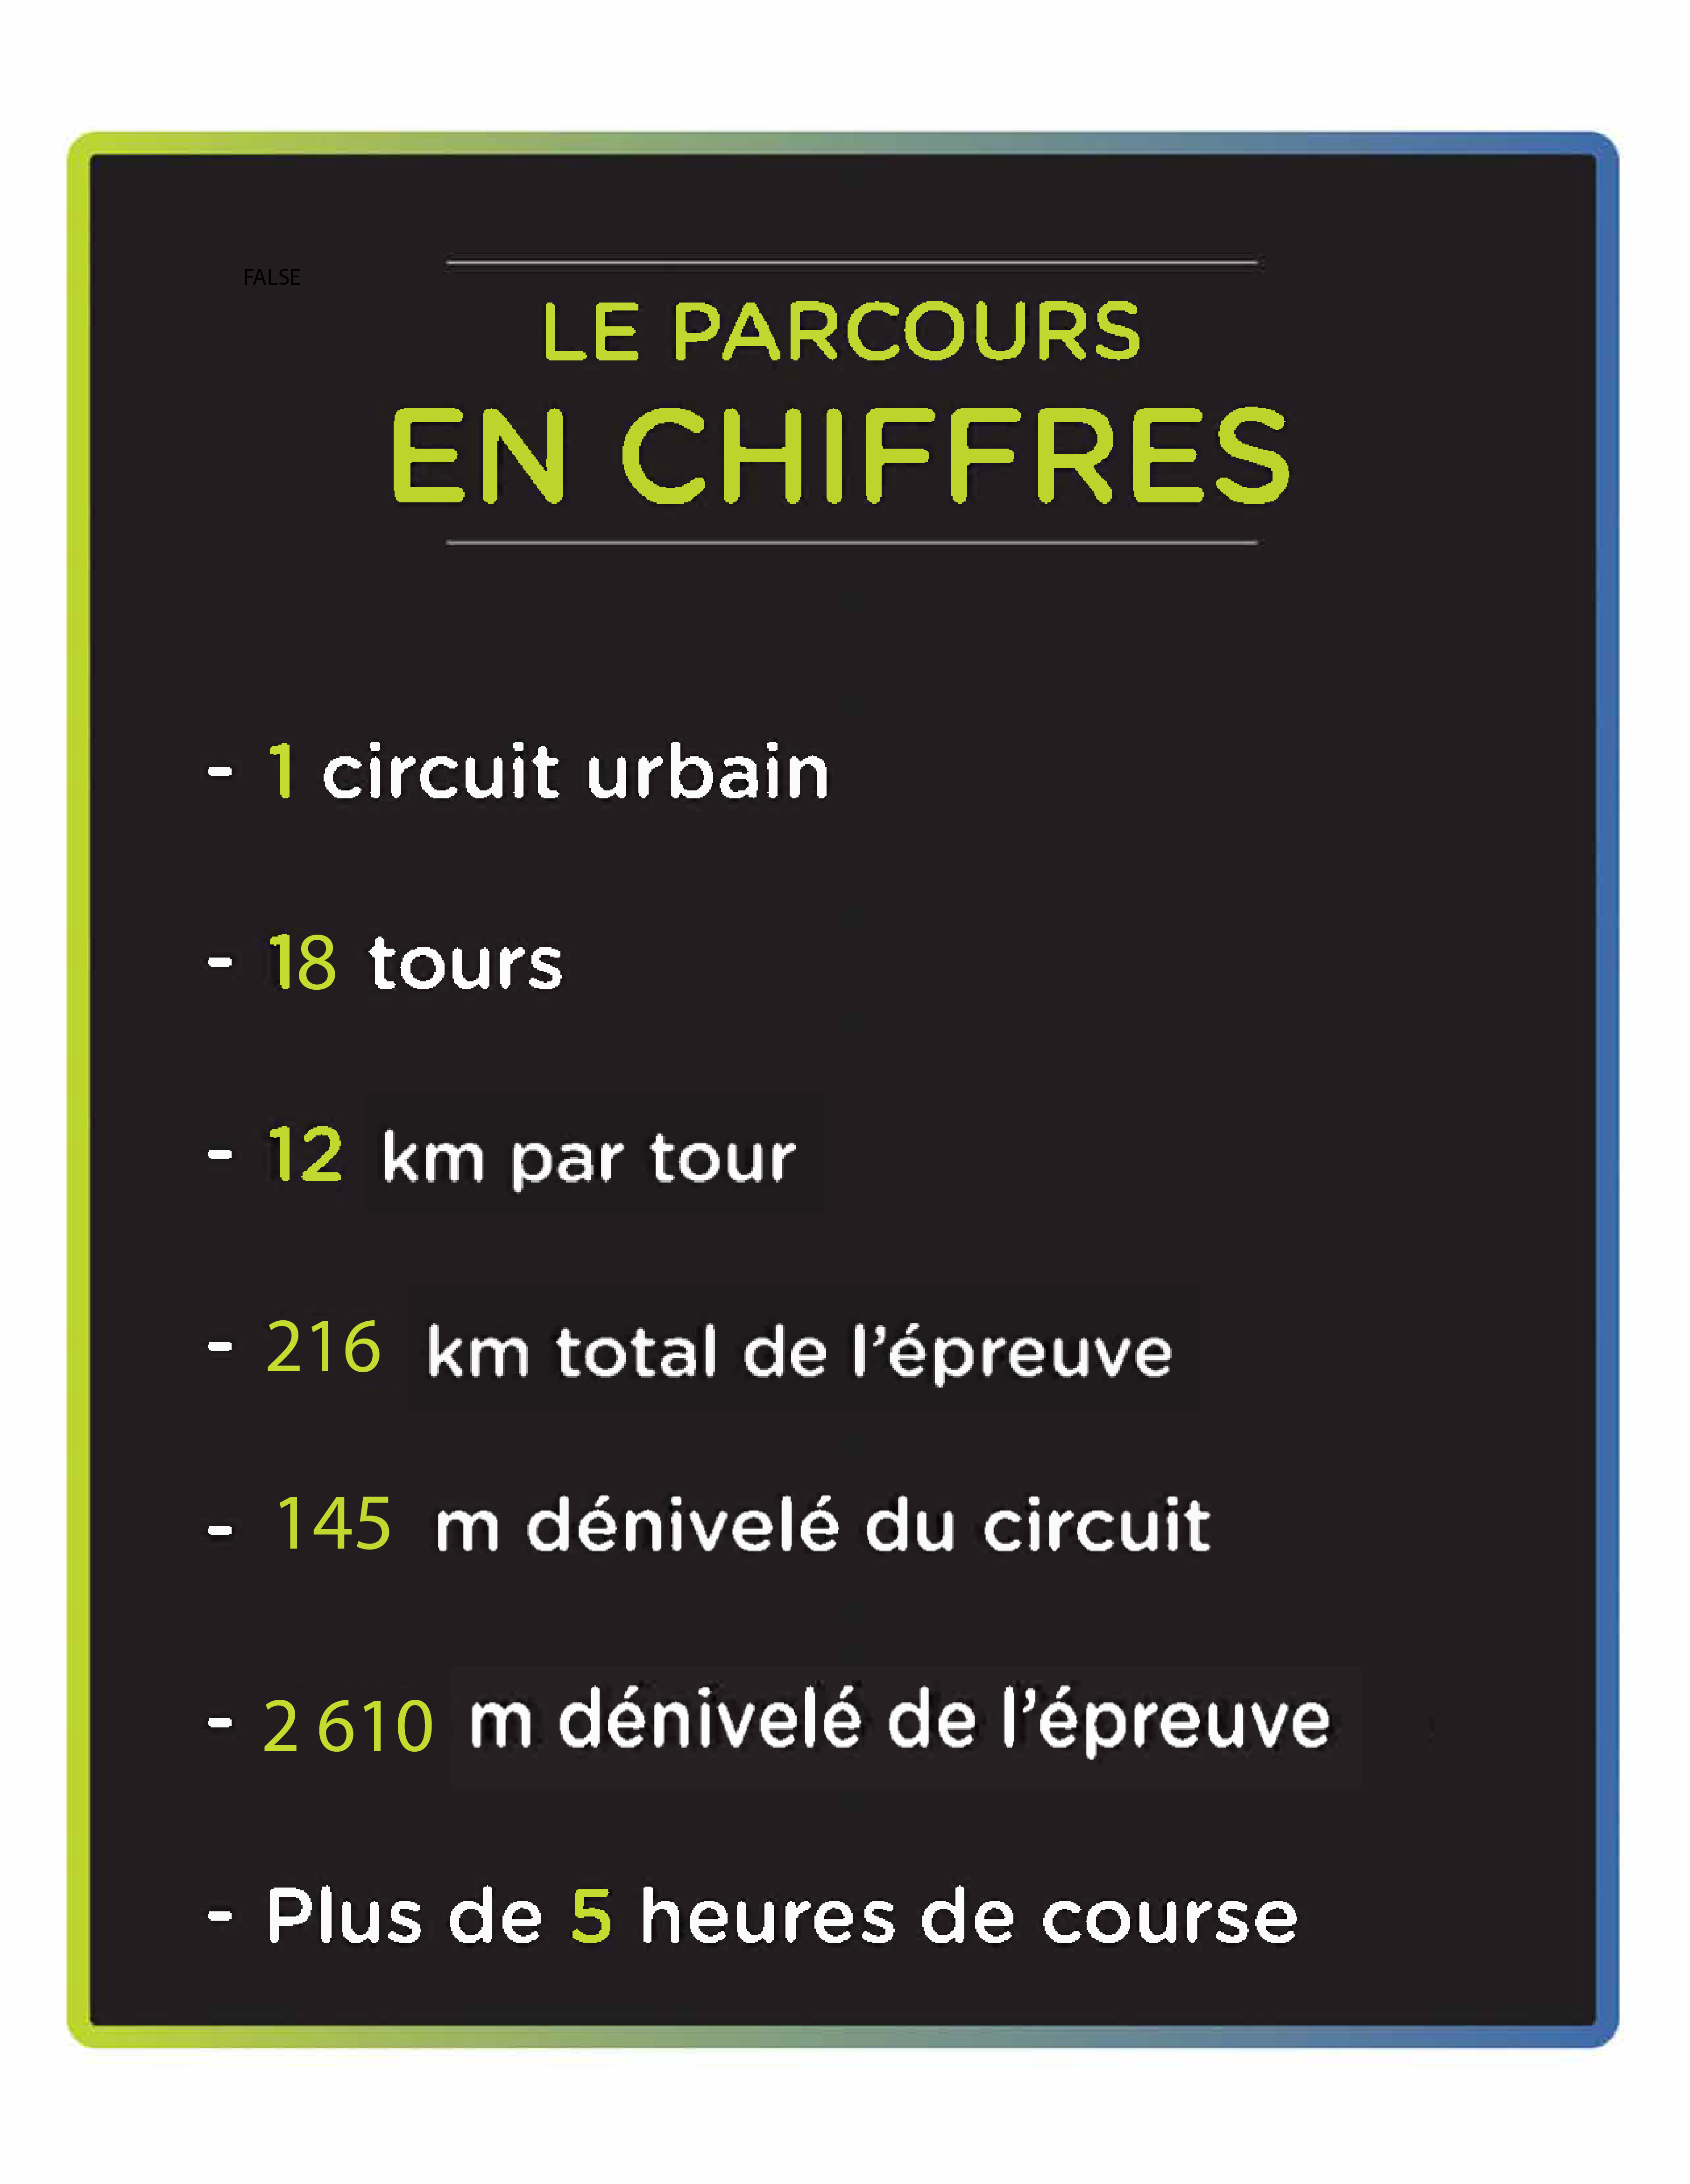 FALSE
LE PARCOURS
EN CHIFFRES
- 1 circuit urbain
- 18 tours
- 12 km par tour
- 216 km total de l’épreuve
- 145 m dénivelé du circuit
- 2 610 m dénivelé de l’épreuve
- Plus de 5 heures de course